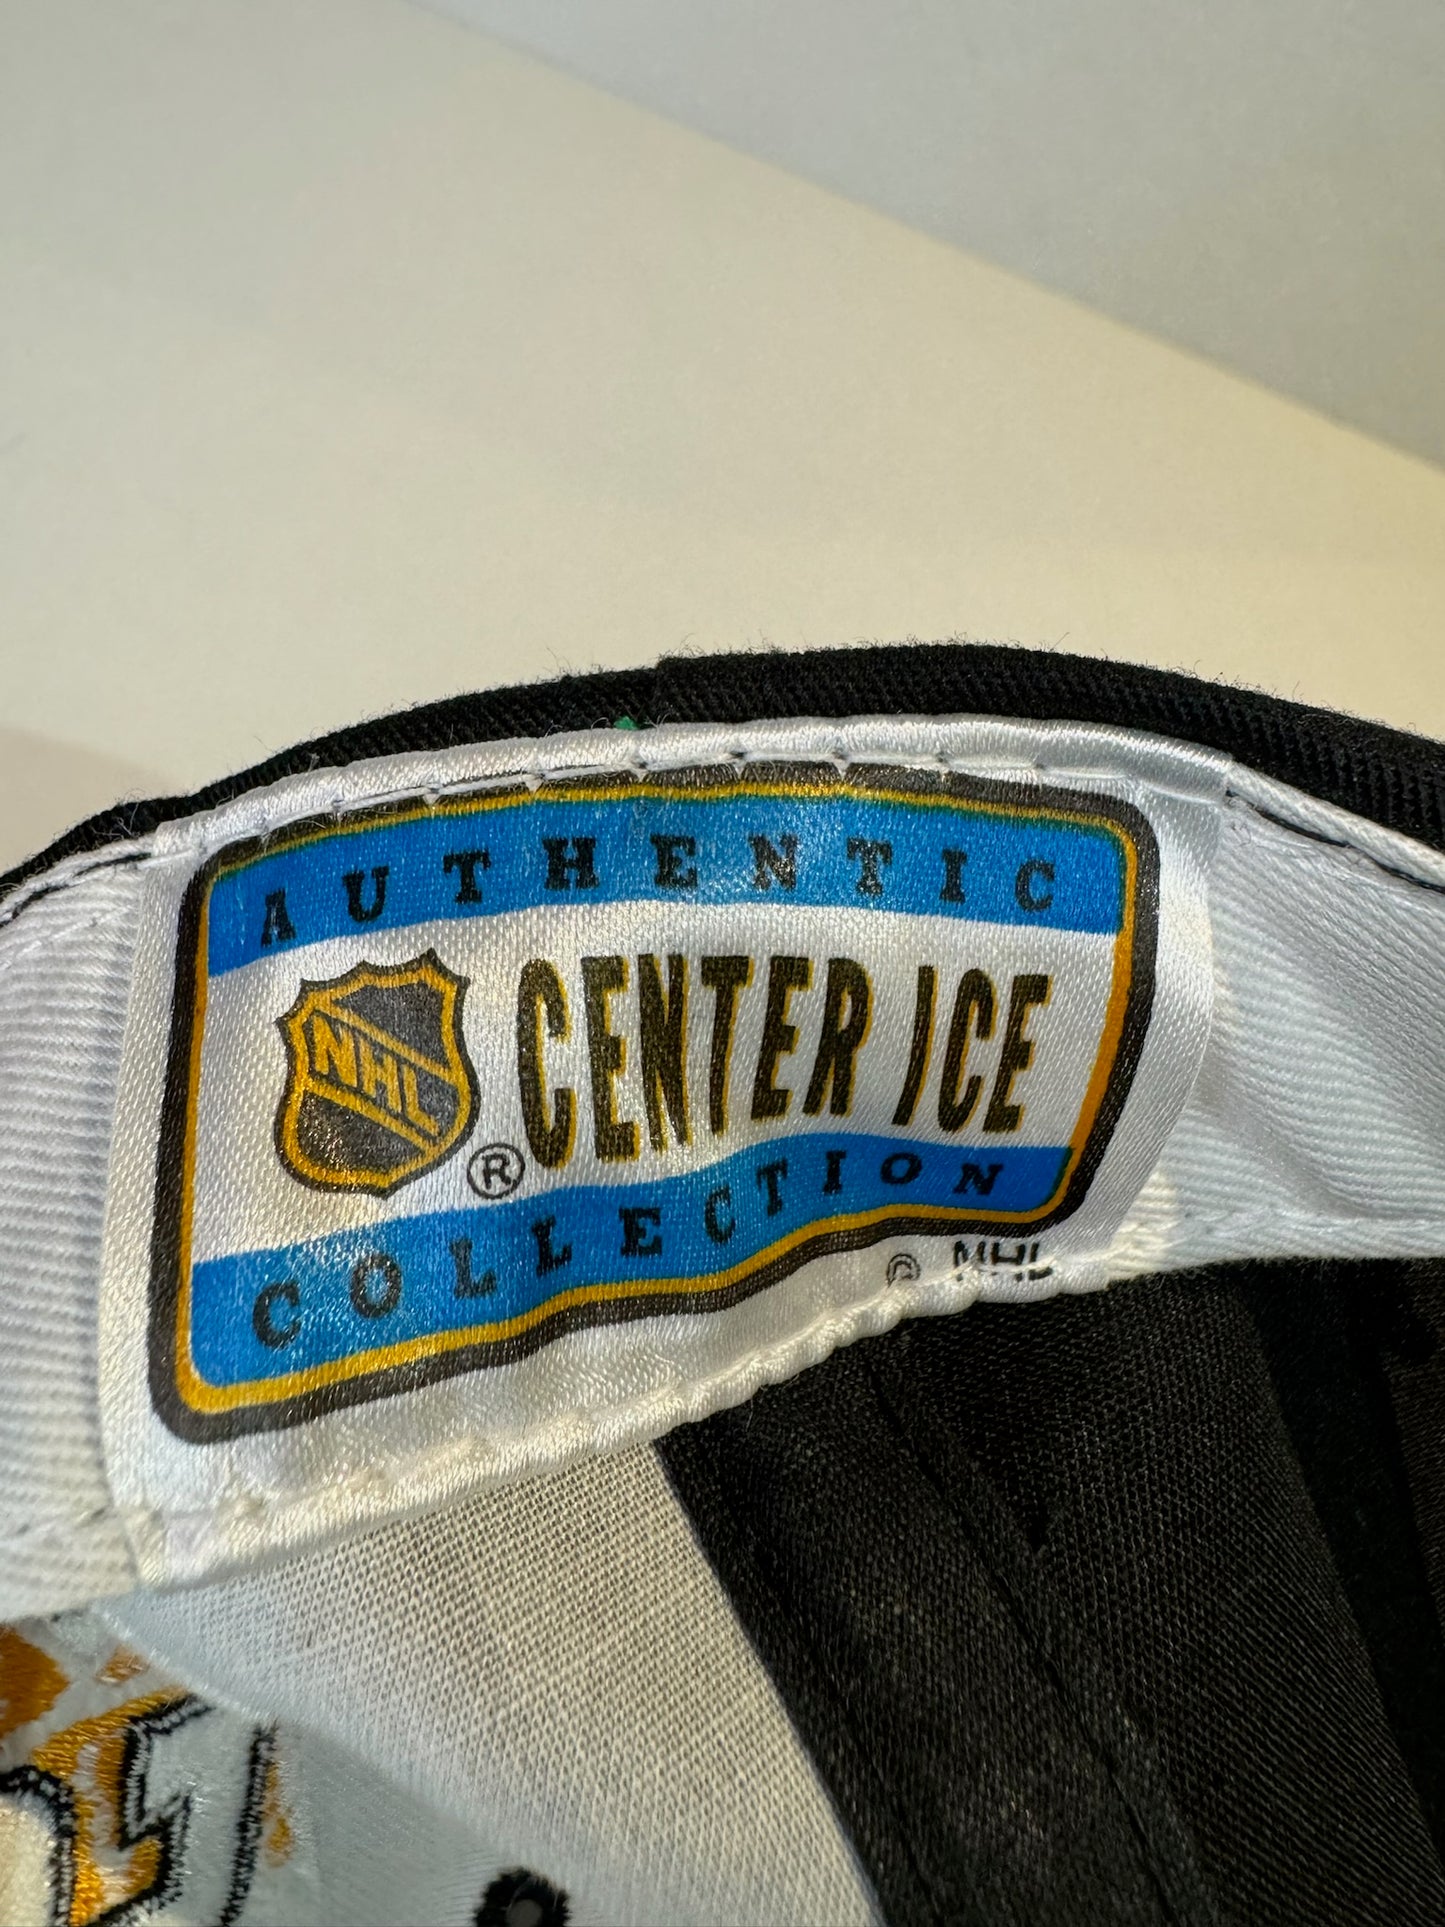 AUTHENTIC
NHL
® CENTER ICE
COLLECTION
© NHL